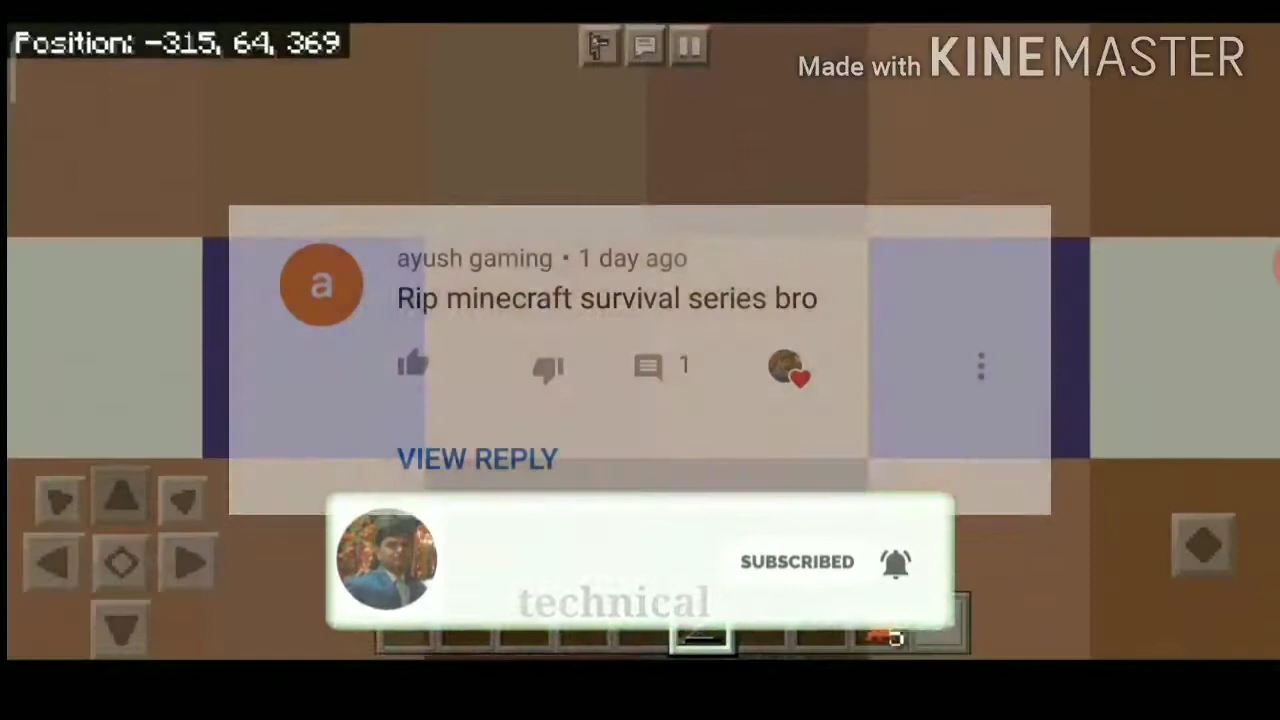 Position: -315, 64, 369
Made with KINEMASTER
a
ayush gaming • 1 day ago
Rip minecraft survival series bro
1
VIEW REPLY
SUBSCRIBED
technical
5